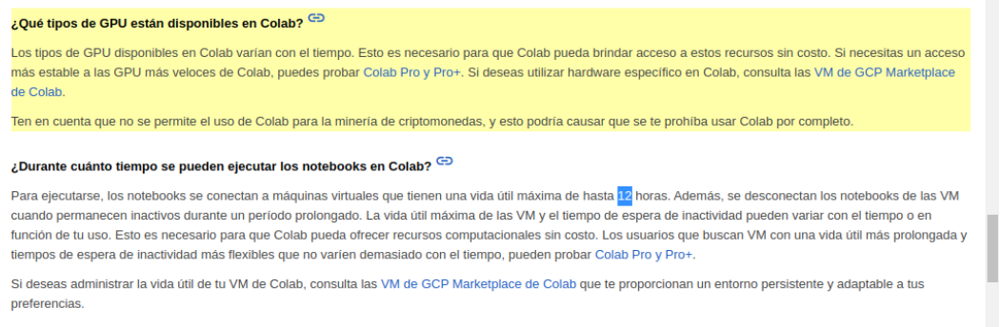 ¿Qué tipos de GPU están disponibles en Colab?
Los tipos de GPU disponibles en Colab varían con el tiempo. Esto es necesario para que Colab pueda brindar acceso a estos recursos sin costo. Si necesitas un acceso
más estable a las GPU más veloces de Colab, puedes probar Colab Pro y Pro+. Si deseas utilizar hardware específico en Colab, consulta las VM de GCP Marketplace
de Colab.
Ten en cuenta que no se permite el uso de Colab para la minería de criptomonedas, y esto podría causar que se te prohíba usar Colab por completo.
¿Durante cuánto tiempo se pueden ejecutar los notebooks en Colab?
Para ejecutarse, los notebooks se conectan a máquinas virtuales que tienen una vida útil máxima de hasta 12 horas. Además, se desconectan los notebooks de las VM
cuando permanecen inactivos durante un período prolongado. La vida útil máxima de las VM y el tiempo de espera de inactividad pueden variar con el tiempo o en
función de tu uso. Esto es necesario para que Colab pueda ofrecer recursos computacionales sin costo. Los usuarios que buscan VM con una vida útil más prolongada y
tiempos de espera de inactividad más flexibles que no varíen demasiado con el tiempo, pueden probar Colab Pro y Pro+.
Si deseas administrar la vida útil de tu VM de Colab, consulta las VM de GCP Marketplace de Colab que te proporcionan un entorno persistente y adaptable a tus
preferencias.